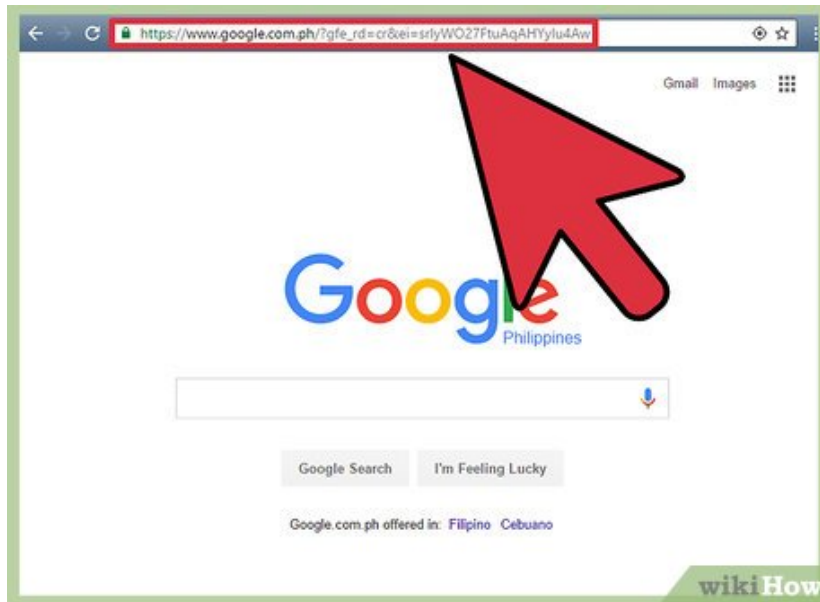 https://www.google.com.ph/?gfe_rd=cr&ei=srlyWO27FtuAqAHYylu4Aw
Gmail Images
Google
Philippines
Google Search I'm Feeling Lucky
Google.com.ph offered in: Filipino Cebuano
wikiHow